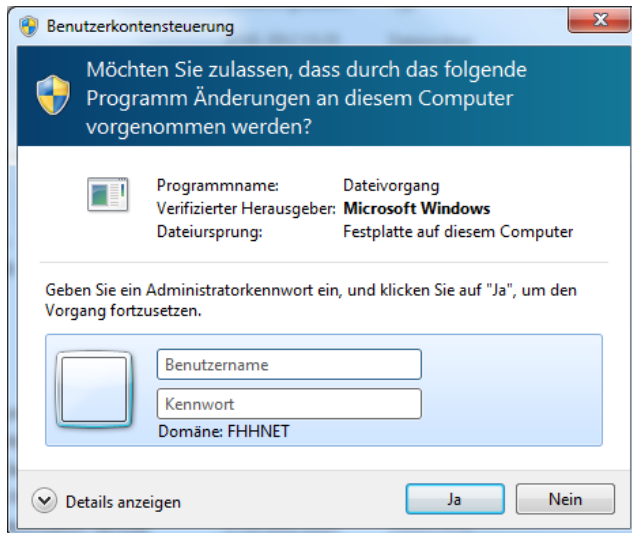 Benutzerkontensteuerung
Möchten Sie zulassen, dass durch das folgende
Programm Änderungen an diesem Computer
vorgenommen werden?
Programmname: Dateivorgang
Verifizierter Herausgeber: Microsoft Windows
Dateiursprung: Festplatte auf diesem Computer
Geben Sie ein Administratorkennwort ein, und klicken Sie auf "Ja", um den
Vorgang fortzusetzen.
Benutzername
Kennwort
Domäne: FHHNET
Details anzeigen Ja Nein